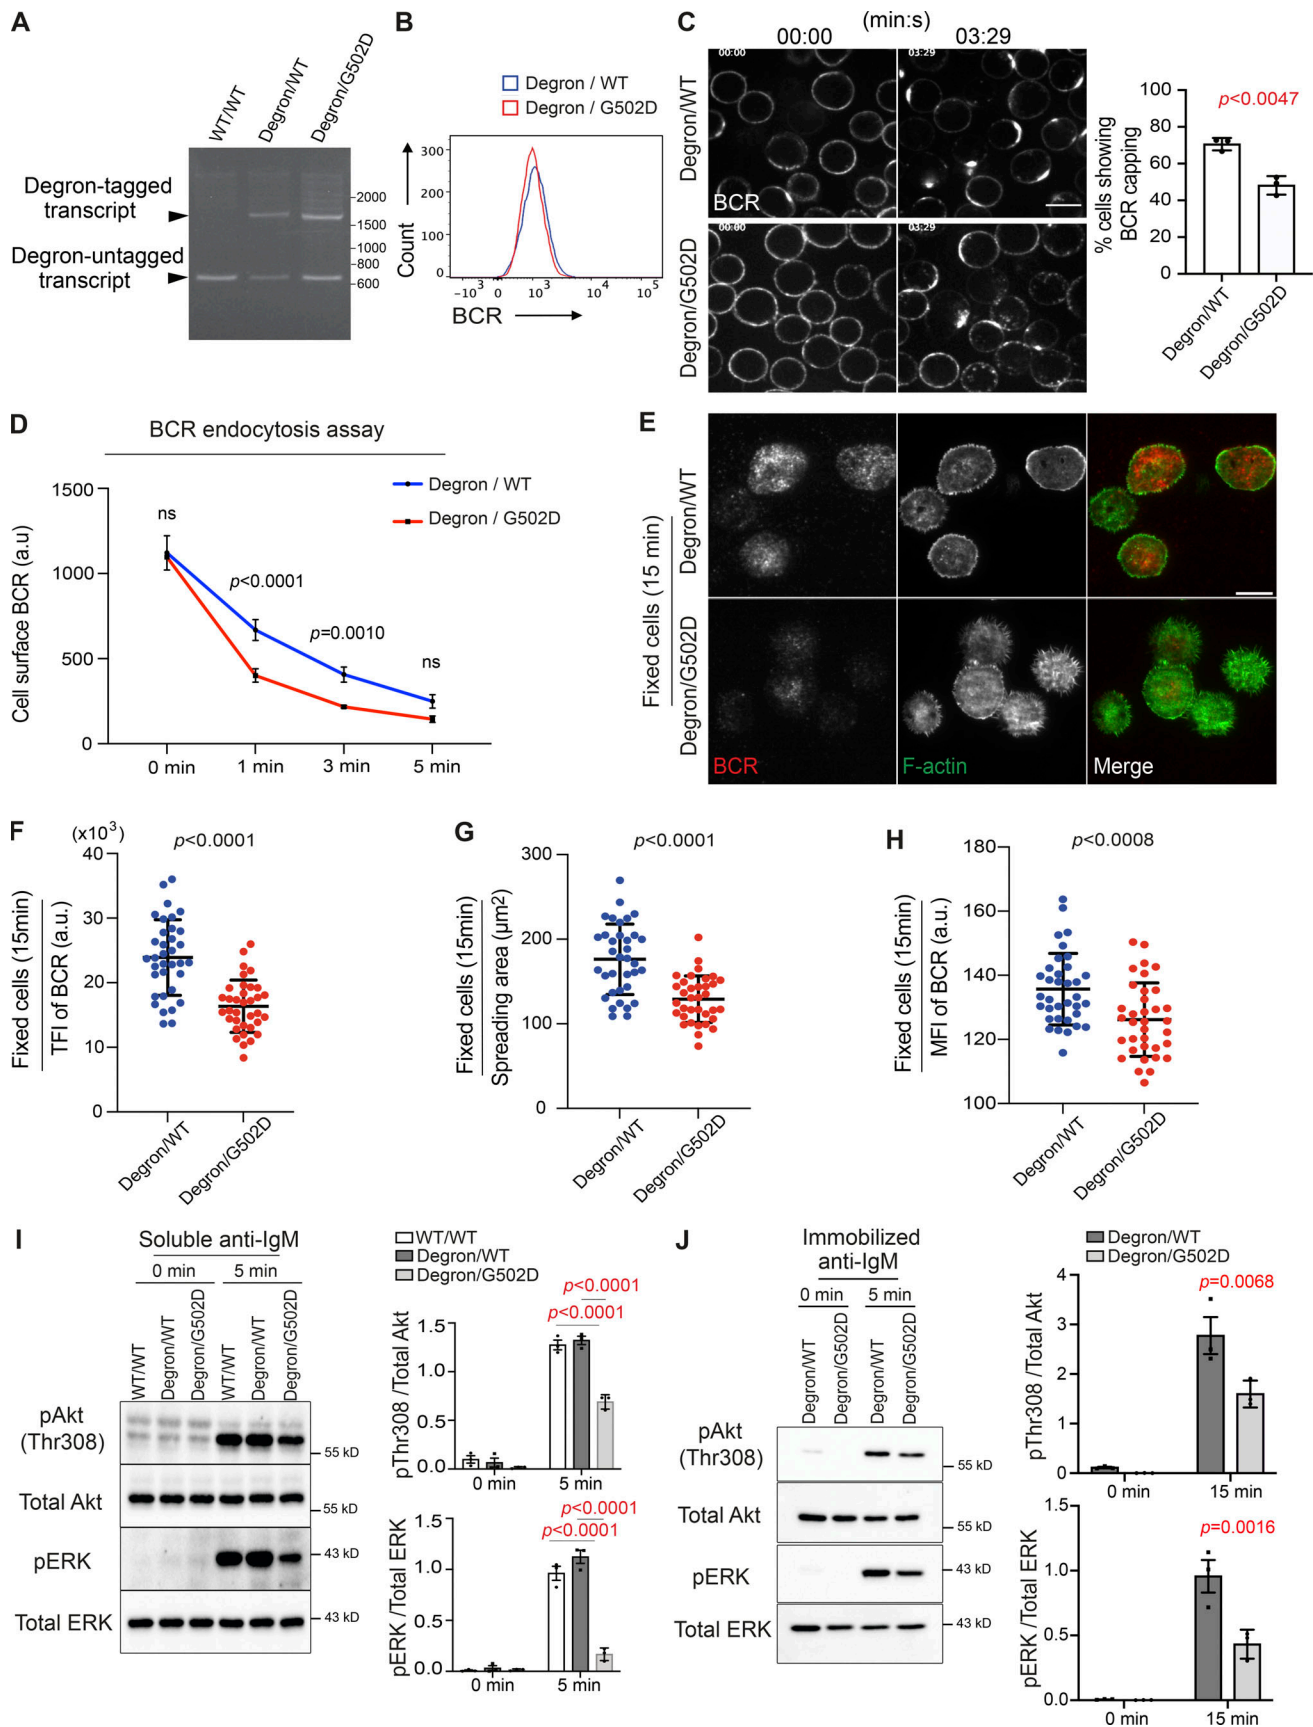 A
WT/WT
Degron/WT
Degron/G502D
Degron-tagged
transcript
Degron-untagged
transcript
2000
1500
1000
800
600
B
Degron / WT
Degron / G502D
300
200
100
0
Count
-10³ 0 10³ 10⁴ 10⁵
BCR
C
(min:s)
00:00 03:29
00:00
03:29
Degron/WT
BCR
00:00
03:29
Degron/G502D
p<0.0047
100
80
60
40
20
0
% cells showing
BCR capping
Degron/WT
Degron/G502D
D
BCR endocytosis assay
Degron / WT
Degron / G502D
1500
1000
500
0
Cell surface BCR (a.u)
ns
p<0.0001
p=0.0010
ns
0 min 1 min 3 min 5 min
E
Fixed cells (15 min)
Degron/WT
Degron/G502D
BCR
F-actin
Merge
F
(x10³)
p<0.0001
40
30
20
10
0
Fixed cells (15min)
TFI of BCR (a.u.)
Degron/WT
Degron/G502D
G
p<0.0001
300
200
100
0
Fixed cells (15min)
Spreading area (µm²)
Degron/WT
Degron/G502D
H
p<0.0008
180
160
140
120
100
Fixed cells (15min)
MFI of BCR (a.u.)
Degron/WT
Degron/G502D
I
Soluble anti-IgM
0 min 5 min
WT/WT
Degron/WT
Degron/G502D
WT/WT
Degron/WT
Degron/G502D
pAkt
(Thr308)
55 kD
Total Akt
55 kD
pERK
43 kD
Total ERK
43 kD
WT/WT
Degron/WT
Degron/G502D
p<0.0001
p<0.0001
1.5
1.0
0.5
0.0
pThr308 /Total Akt
0 min 5 min
p<0.0001
p<0.0001
1.5
1.0
0.5
0.0
pERK /Total ERK
0 min 5 min
J
Immobilized
anti-IgM
0 min 5 min
Degron/WT
Degron/G502D
Degron/WT
Degron/G502D
pAkt
(Thr308)
55 kD
Total Akt
55 kD
pERK
43 kD
Total ERK
43 kD
Degron/WT
Degron/G502D
p=0.0068
4
3
2
1
0
pThr308 /Total Akt
0 min 15 min
p=0.0016
1.5
1.0
0.5
0.0
pERK /Total ERK
0 min 15 min